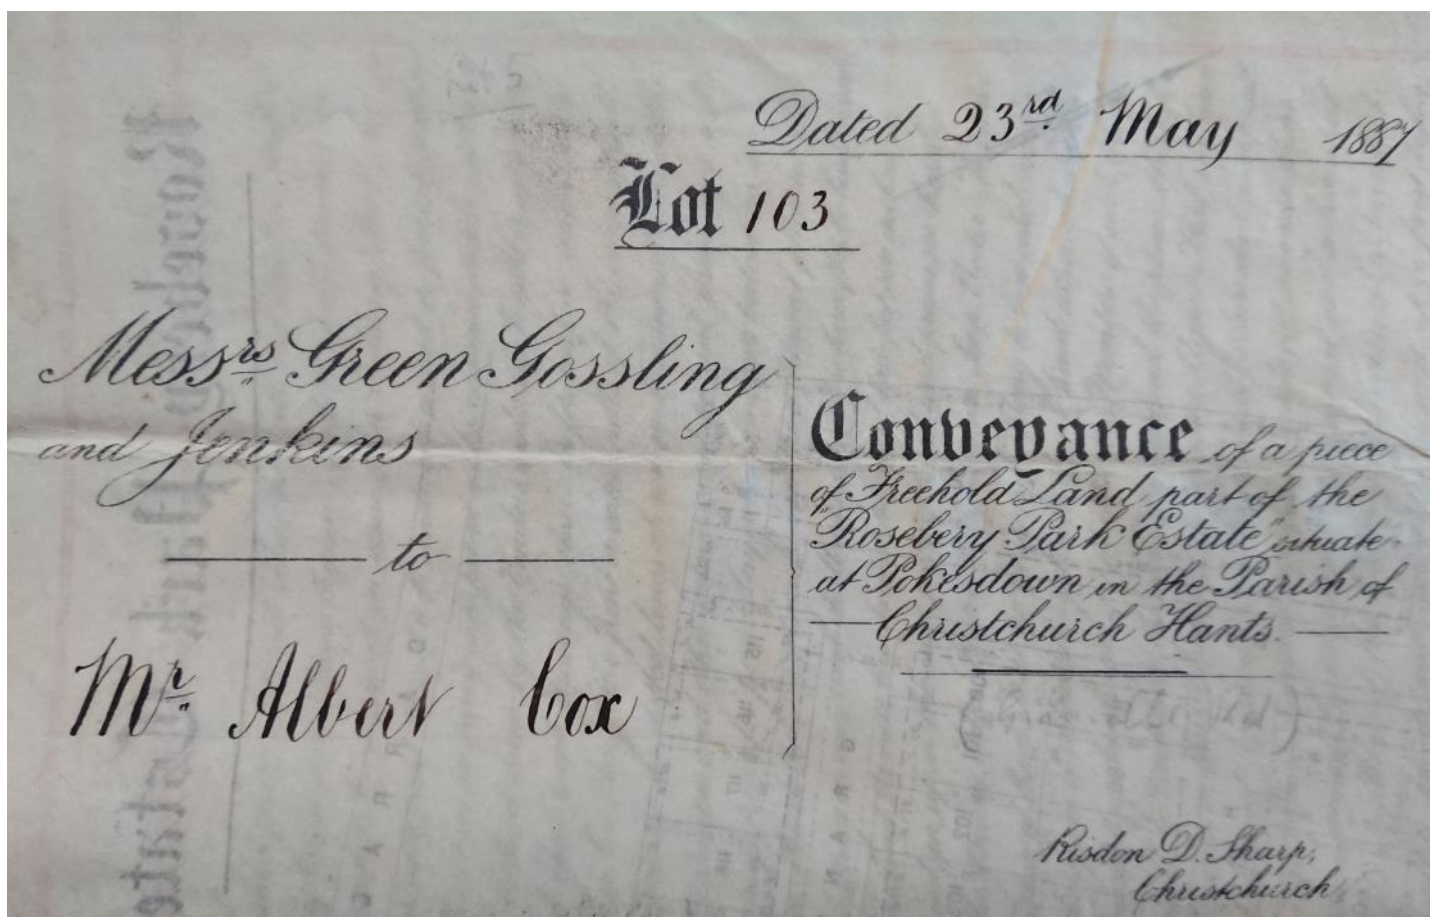 Dated 23rd May 1887
Lot 103
Messrs Green Gossling
and Jenkins
to
Mr Albert Cox
Conveyance of a piece
of Freehold Land part of the
Rosebery Park Estate" situate
at Pokesdown in the Parish of
Christchurch Hants.
Risdon D. Sharp,
Christchurch